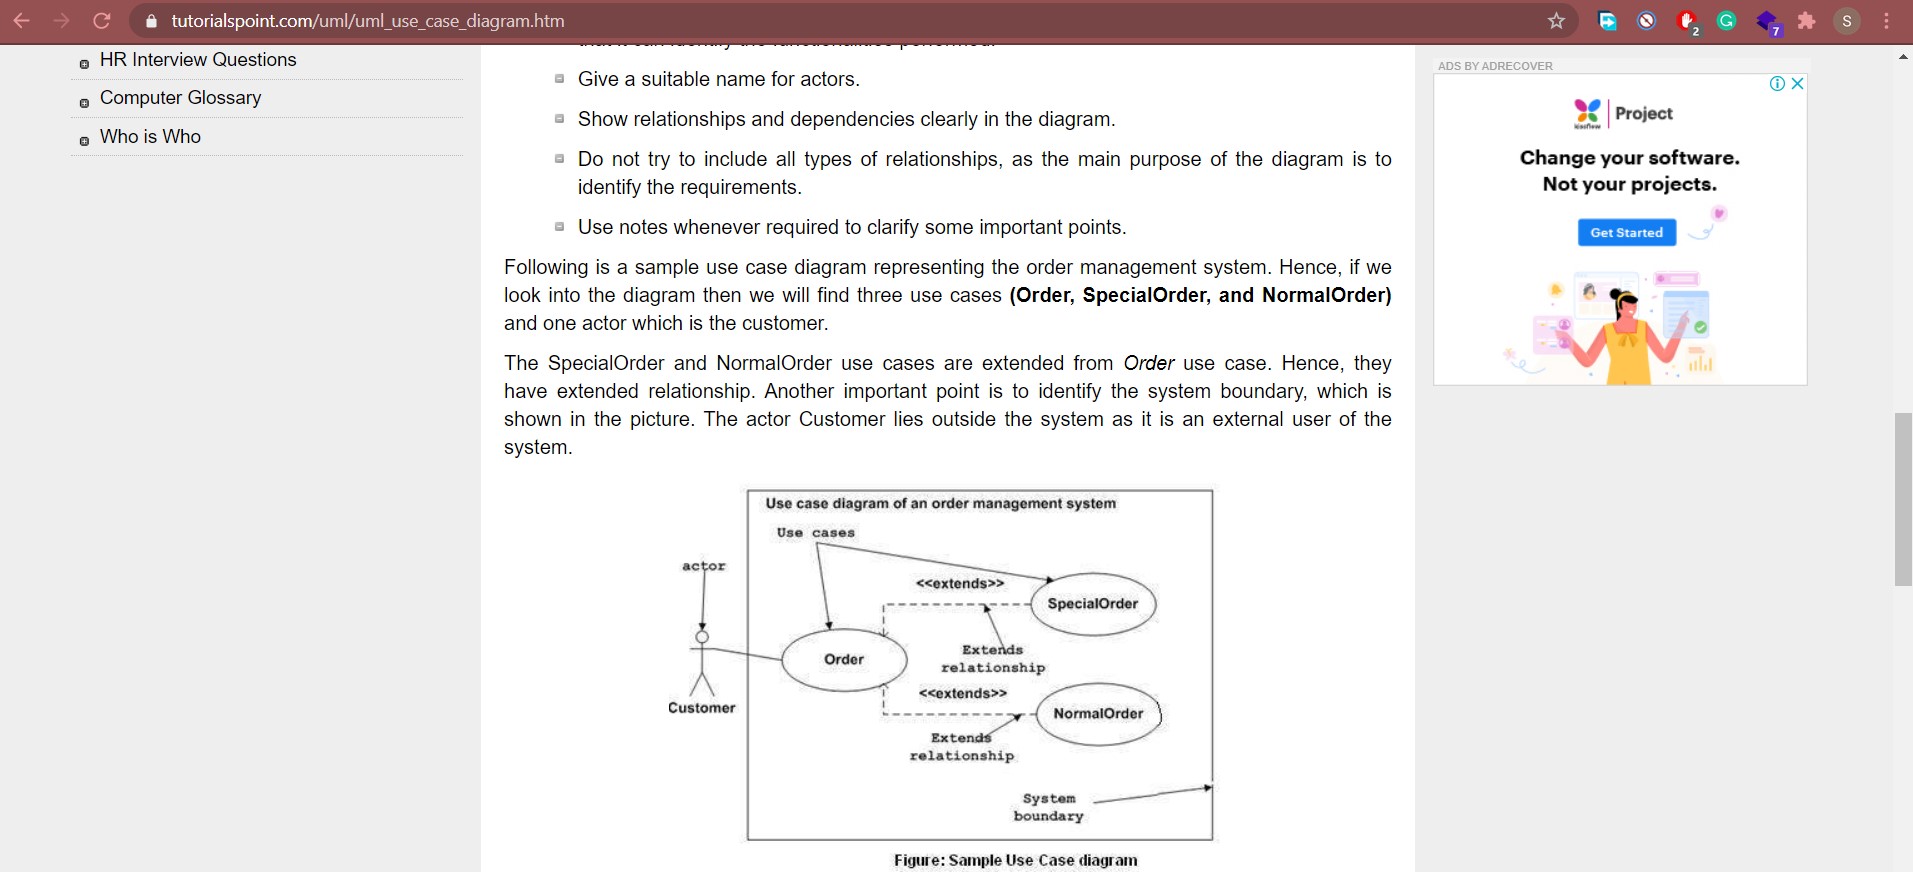 tutorialspoint.com/uml/uml_use_case_diagram.htm
2
7
S
HR Interview Questions
Computer Glossary
Who is Who
Give a suitable name for actors.
Show relationships and dependencies clearly in the diagram.
Do not try to include all types of relationships, as the main purpose of the diagram is to
identify the requirements.
Use notes whenever required to clarify some important points.
Following is a sample use case diagram representing the order management system. Hence, if we
look into the diagram then we will find three use cases (Order, SpecialOrder, and NormalOrder)
and one actor which is the customer.
The SpecialOrder and NormalOrder use cases are extended from Order use case. Hence, they
have extended relationship. Another important point is to identify the system boundary, which is
shown in the picture. The actor Customer lies outside the system as it is an external user of the
system.
Use case diagram of an order management system
Use cases
actor
<<extends>>
SpecialOrder
Order
Extends
relationship
<<extends>>
Customer
NormalOrder
Extends
relationship
System
boundary
Figure: Sample Use Case diagram
ADS BY ADRECOVER
Project
Change your software.
Not your projects.
Get Started